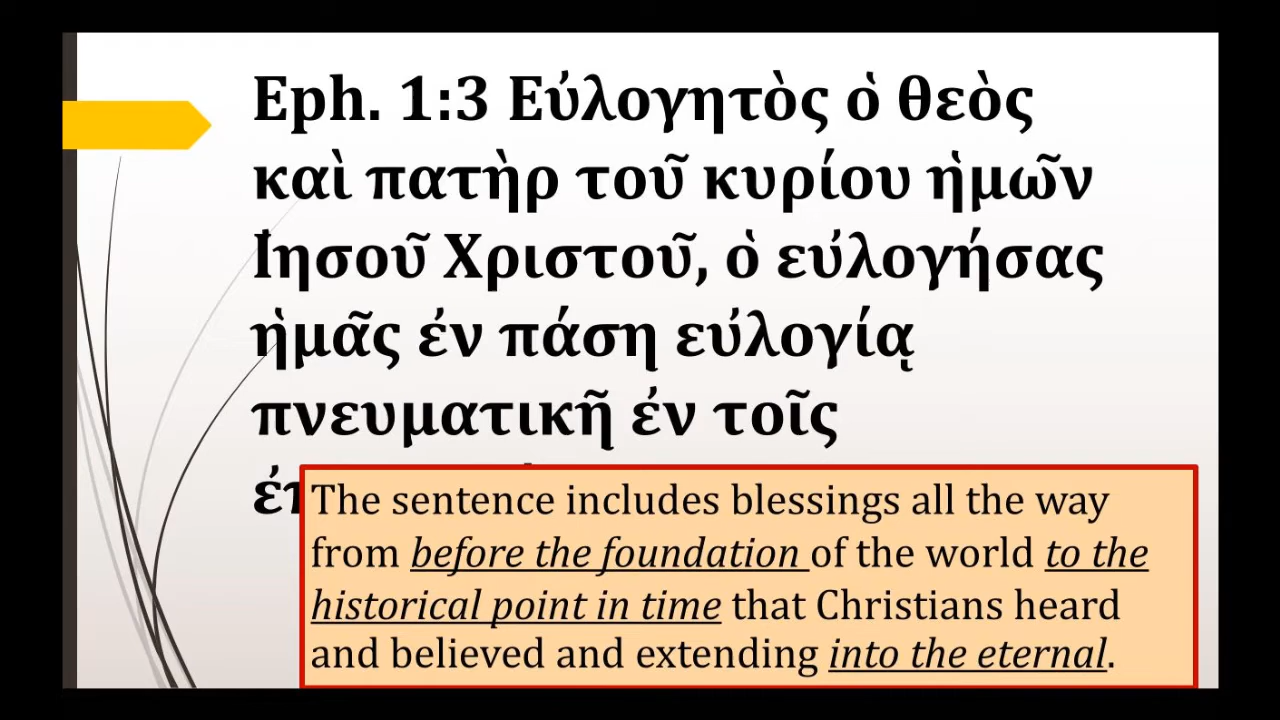 Eph. 1:3 Εὐλογητὸς ὁ θεὸς
καὶ πατὴρ τοῦ κυρίου ἡμῶν
Ἰησοῦ Χριστοῦ, ὁ εὐλογήσας
ἡμᾶς ἐν πάσῃ εὐλογίᾳ
πνευματικῇ ἐν τοῖς
The sentence includes blessings all the way
from before the foundation of the world to the
historical point in time that Christians heard
and believed and extending into the eternal.